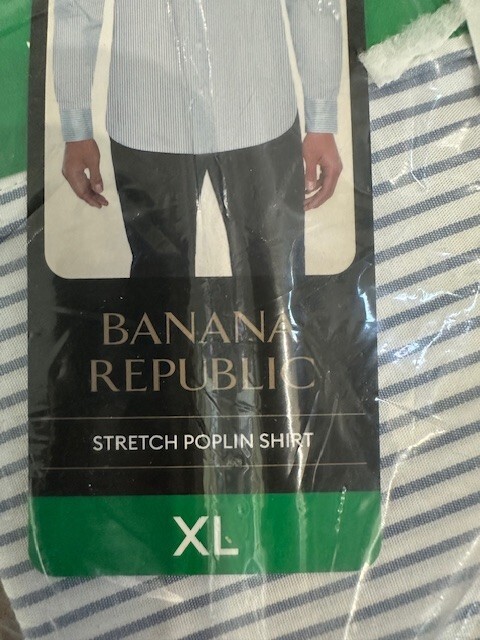 BANANA
REPUBLIC
STRETCH POPLIN SHIRT
XL